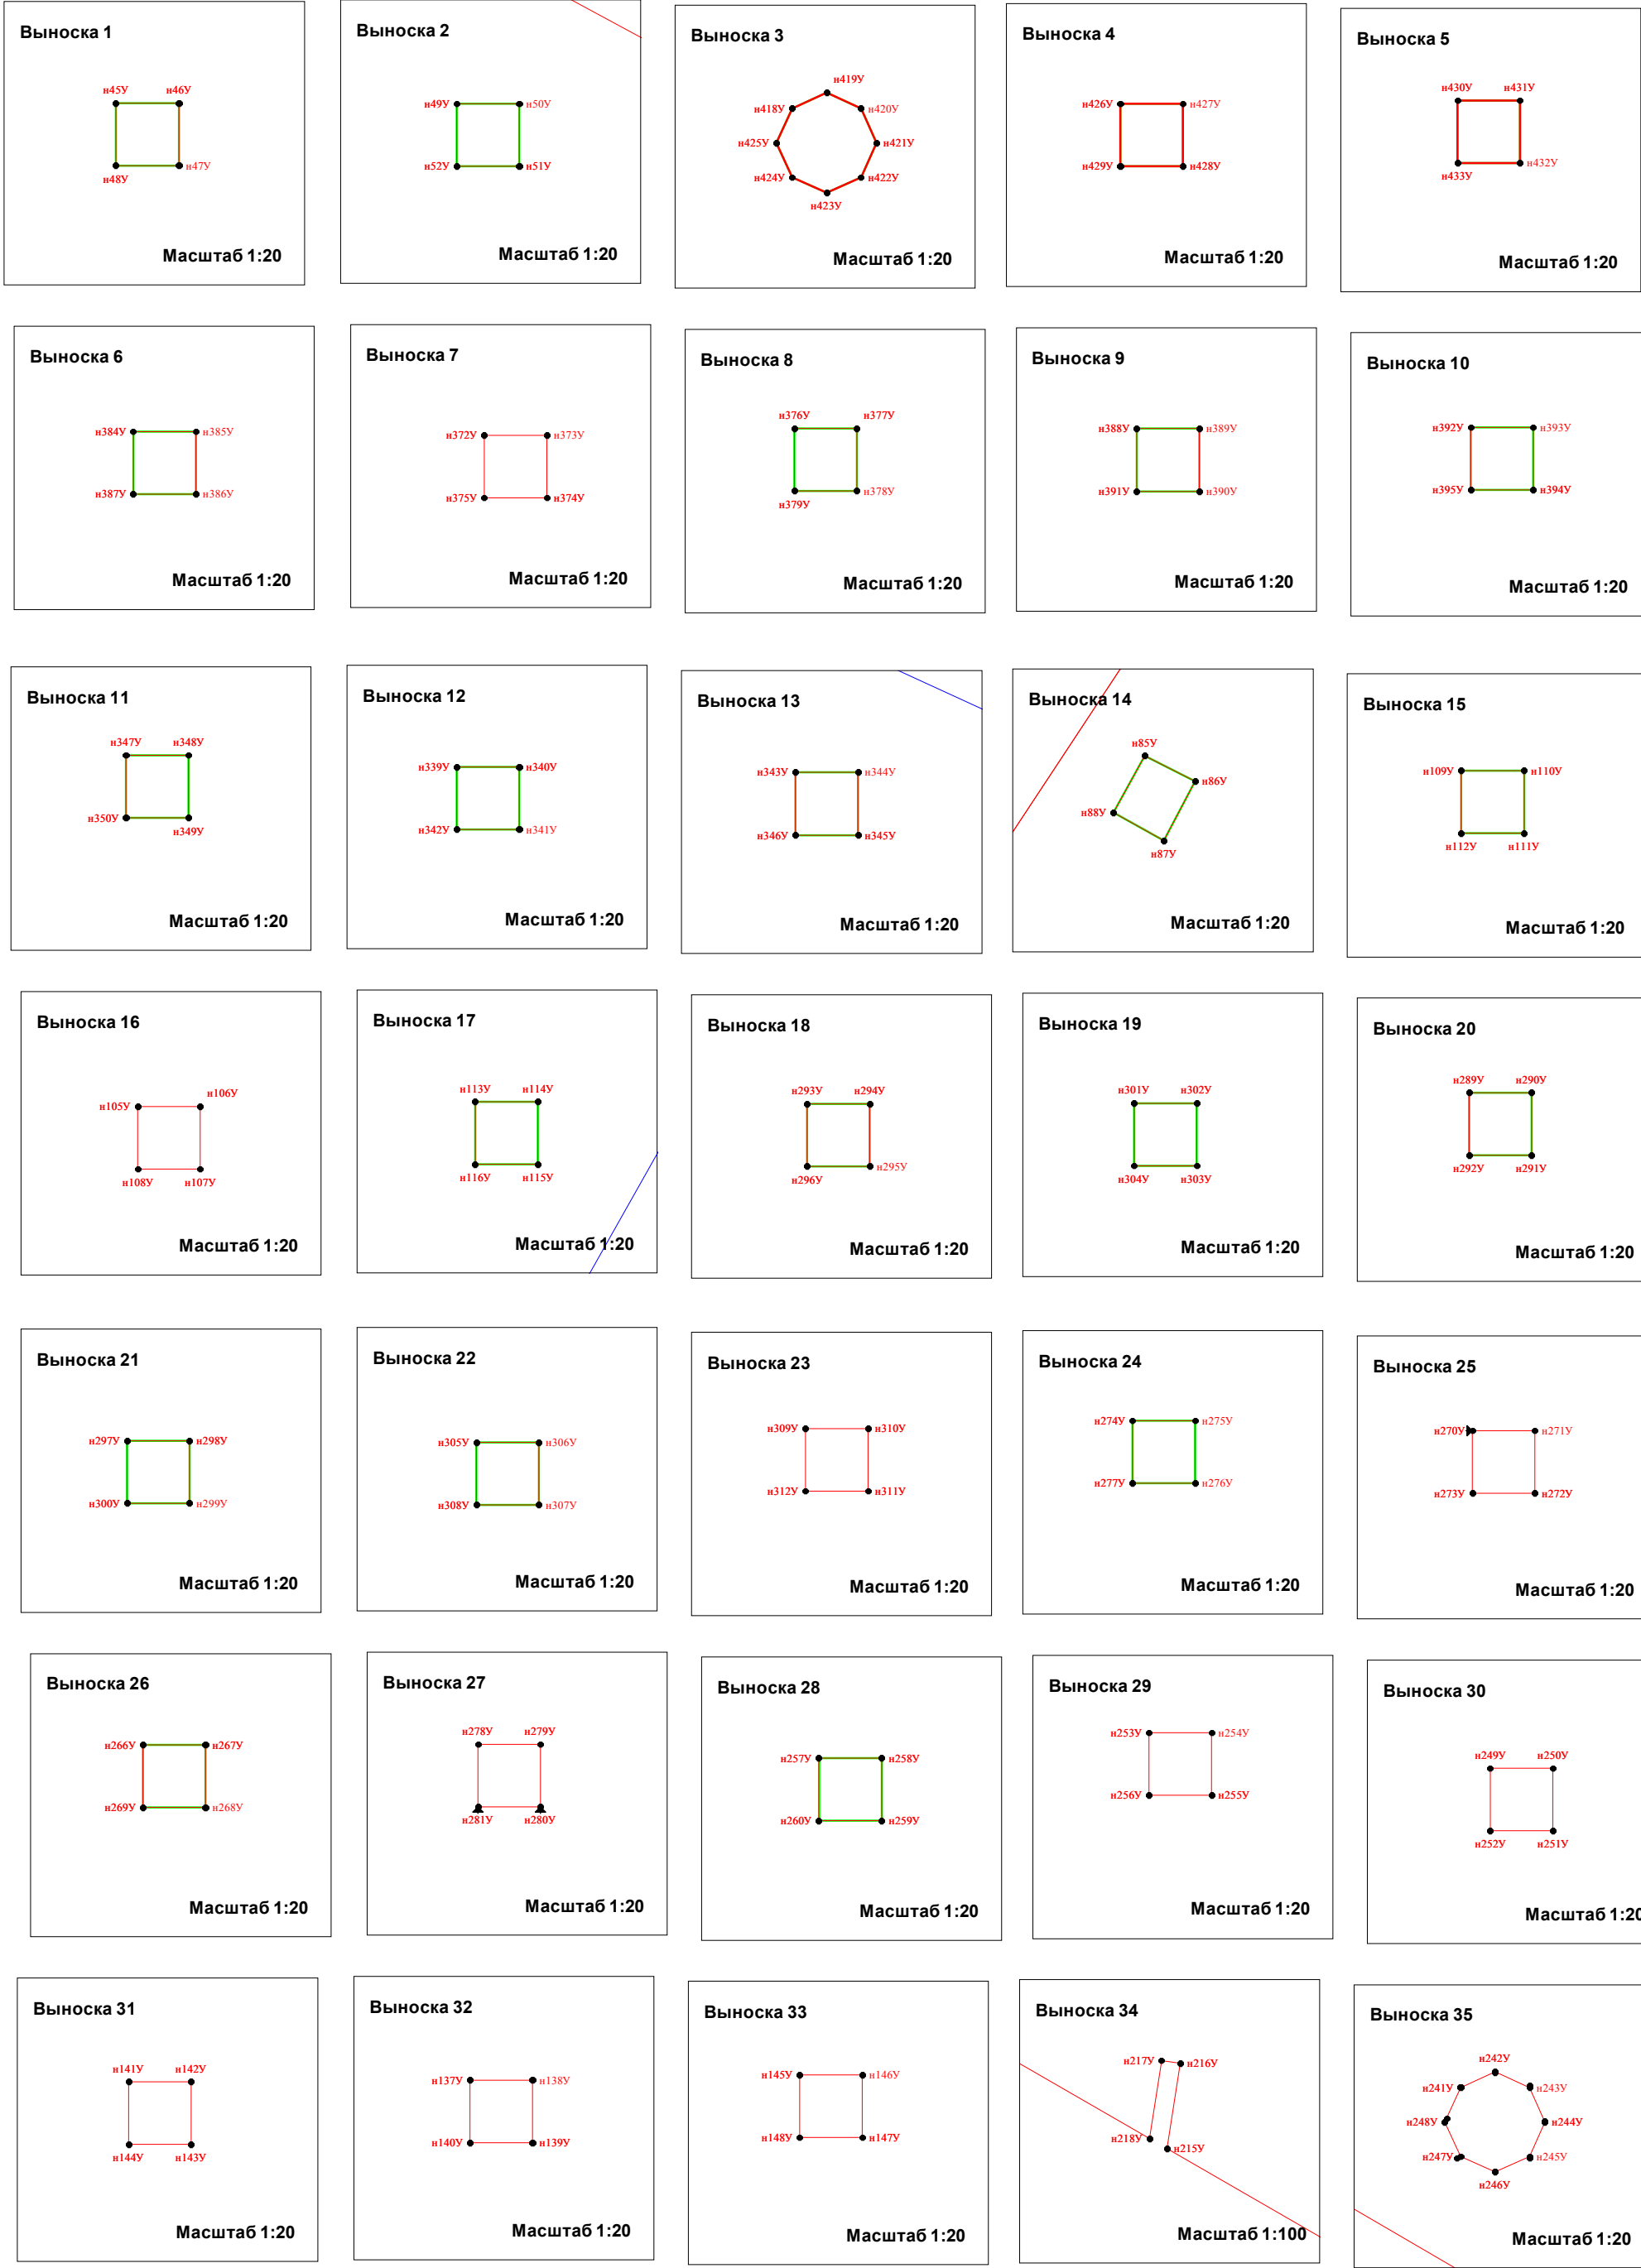 Выноска 1
н45У н46У
н47У
н48У
Масштаб 1:20
Выноска 2
н49У н50У
н52У н51У
Масштаб 1:20
Выноска 3
н419У
н418У н420У
н425У н421У
н424У н422У
н423У
Масштаб 1:20
Выноска 4
н426У н427У
н429У н428У
Масштаб 1:20
Выноска 5
н430У н431У
н432У
н433У
Масштаб 1:20
Выноска 6
н384У н385У
н387У н386У
Масштаб 1:20
Выноска 7
н372У н373У
н375У н374У
Масштаб 1:20
Выноска 8
н376У н377У
н378У
н379У
Масштаб 1:20
Выноска 9
н388У н389У
н391У н390У
Масштаб 1:20
Выноска 10
н392У н393У
н395У н394У
Масштаб 1:20
Выноска 11
н347У н348У
н350У
н349У
Масштаб 1:20
Выноска 12
н339У н340У
н342У н341У
Масштаб 1:20
Выноска 13
н343У н344У
н346У н345У
Масштаб 1:20
Выноска 14
н85У
н86У
н88У
н87У
Масштаб 1:20
Выноска 15
н109У н110У
н112У н111У
Масштаб 1:20
Выноска 16
н106У
н105У
н108У н107У
Масштаб 1:20
Выноска 17
н113У н114У
н116У н115У
Масштаб 1:20
Выноска 18
н293У н294У
н295У
н296У
Масштаб 1:20
Выноска 19
н301У н302У
н304У н303У
Масштаб 1:20
Выноска 20
н289У н290У
н292У н291У
Масштаб 1:20
Выноска 21
н297У н298У
н300У н299У
Масштаб 1:20
Выноска 22
н305У н306У
н308У н307У
Масштаб 1:20
Выноска 23
н309У н310У
н312У н311У
Масштаб 1:20
Выноска 24
н274У н275У
н277У н276У
Масштаб 1:20
Выноска 25
н270У н271У
н273У н272У
Масштаб 1:20
Выноска 26
н266У н267У
н269У н268У
Масштаб 1:20
Выноска 27
н278У н279У
н281У н280У
Масштаб 1:20
Выноска 28
н257У н258У
н260У н259У
Масштаб 1:20
Выноска 29
н253У н254У
н256У н255У
Масштаб 1:20
Выноска 30
н249У н250У
н252У н251У
Масштаб 1:20
Выноска 31
н141У н142У
н144У н143У
Масштаб 1:20
Выноска 32
н137У н138У
н140У н139У
Масштаб 1:20
Выноска 33
н145У н146У
н148У н147У
Масштаб 1:20
Выноска 34
н217У н216У
н218У
н215У
Масштаб 1:100
Выноска 35
н242У
н241У н243У
н248У н244У
н247У н245У
н246У
Масштаб 1:20